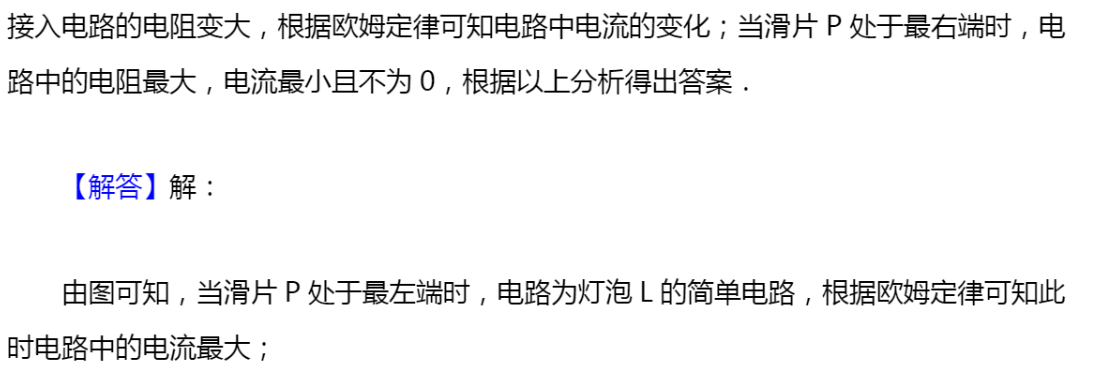 接入电路的电阻变大，根据欧姆定律可知电路中电流的变化；当滑片 P 处于最右端时，电
路中的电阻最大，电流最小且不为 0，根据以上分析得出答案．
【解答】解：
由图可知，当滑片 P 处于最左端时，电路为灯泡 L 的简单电路，根据欧姆定律可知此
时电路中的电流最大；